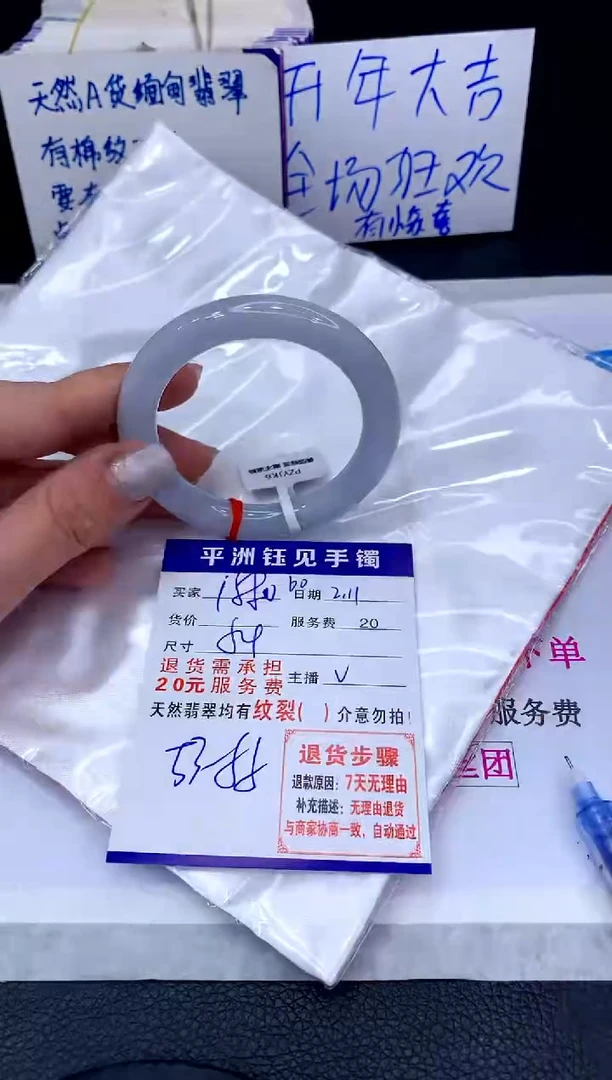 天然A货缅甸翡翠
有棉纹
要
开年大吉
全场狂欢
有惊喜
PZYJK6
平洲钰见手镯
买家 日期 2.11
货价 服务费 20
尺寸 54
退货需承担
20元服务费 主播 V
天然翡翠均有纹裂( )介意勿拍!
退货步骤
退款原因：7天无理由
补充描述：无理由退货
与商家协商一致，自动通过
下单
服务费
团